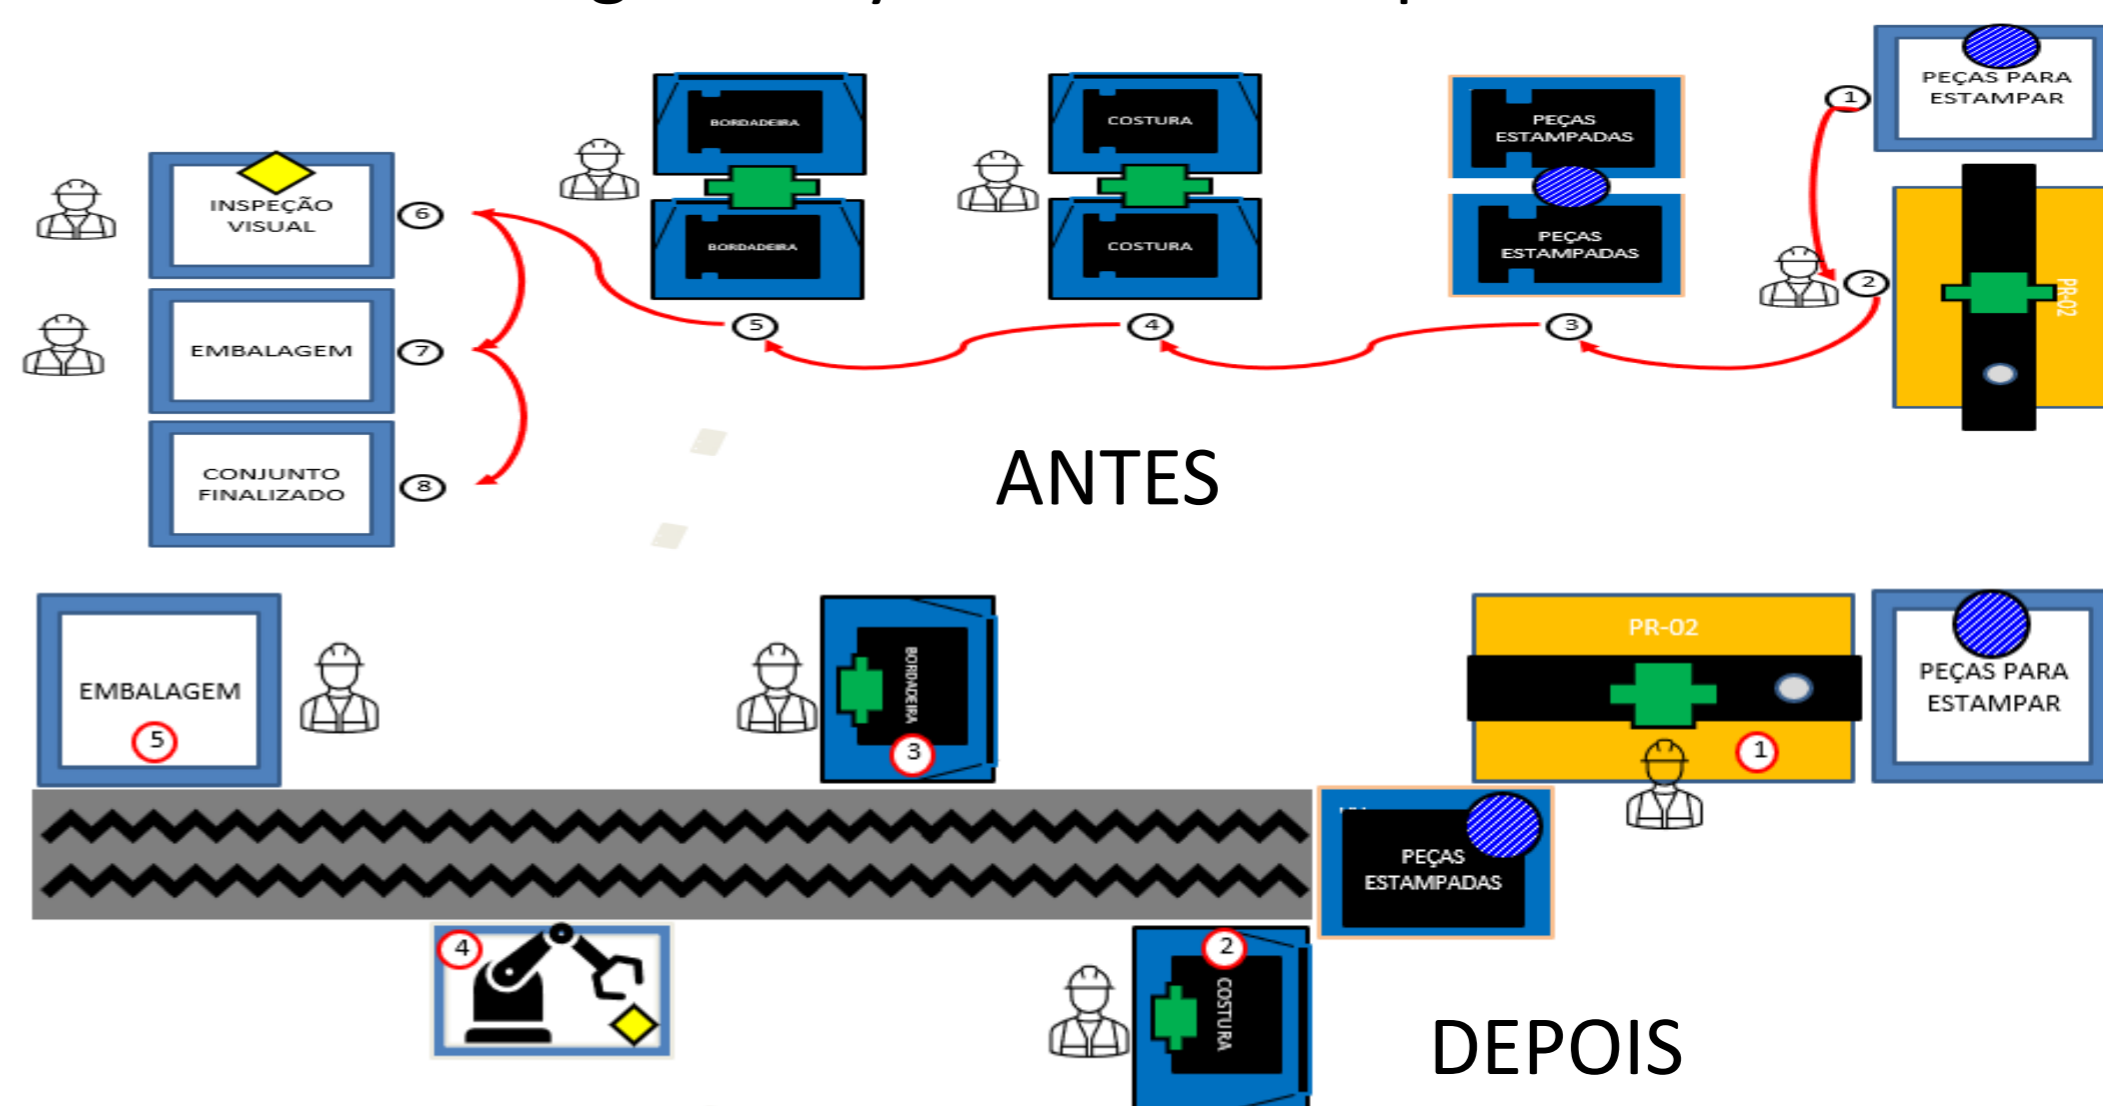 PEÇAS PARA
ESTAMPAR
1
BORDADEIRA
COSTURA
PEÇAS
ESTAMPADAS
INSPEÇÃO
VISUAL
6
BORDADEIRA
COSTURA
PEÇAS
ESTAMPADAS
2
PR-02
5
4
3
EMBALAGEM
7
CONJUNTO
FINALIZADO
8
ANTES
EMBALAGEM
5
BORDADEIRA
3
PR-02
1
PEÇAS PARA
ESTAMPAR
PEÇAS
ESTAMPADAS
4
2
COSTURA
DEPOIS